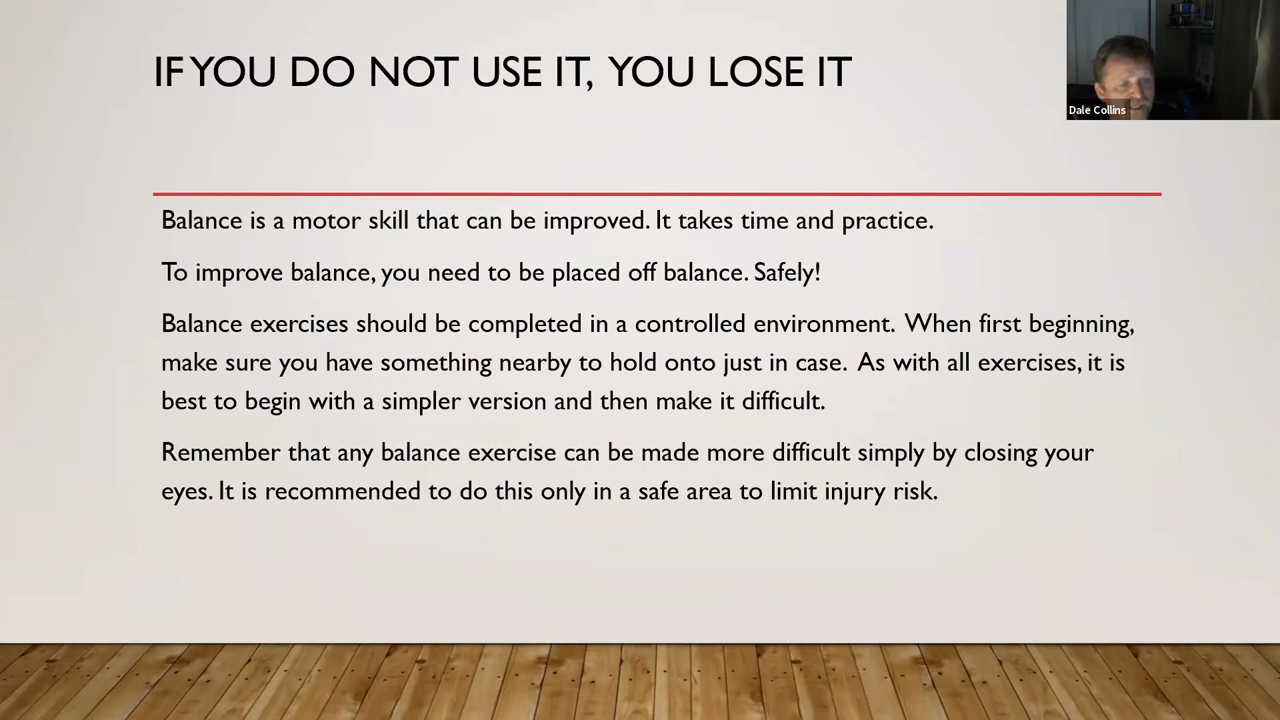 IF YOU DO NOT USE IT, YOU LOSE IT
Dale Collins
Balance is a motor skill that can be improved. It takes time and practice.
To improve balance, you need to be placed off balance. Safely!
Balance exercises should be completed in a controlled environment. When first beginning,
make sure you have something nearby to hold onto just in case. As with all exercises, it is
best to begin with a simpler version and then make it difficult.
Remember that any balance exercise can be made more difficult simply by closing your
eyes. It is recommended to do this only in a safe area to limit injury risk.